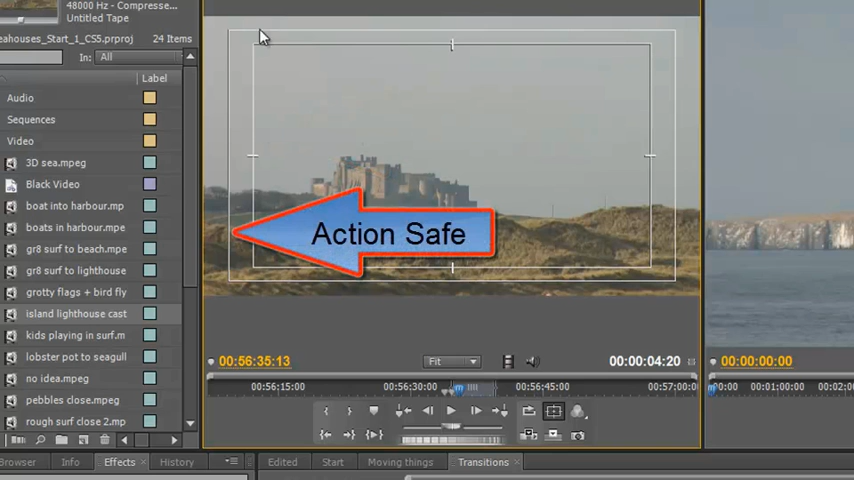 48000 Hz - Compresse..
Untitled Tape
eahouses_Start_1_CS5.prproj 24 Items
In: All
Label
Audio
Sequences
Video
3D sea.mpeg
Black Video
boat into harbour.mp
boats in harbour.mpe
gr8 surf to beach.mpe
gr8 surf to lighthouse
grotty flags + bird fly
island lighthouse cast
kids playing in surf.m
lobster pot to seagull
no idea.mpeg
pebbles close.mpeg
rough surf close 2.mp
Action Safe
00:56:35:13 Fit 00:00:04:20 00:00:00:00
00:56:15:00 00:56:30:00 00:56:45:00 00:57:00:0 00:00 00:01:00:00 00:02
Browser Info Effects History Edited Start Moving things Transitions